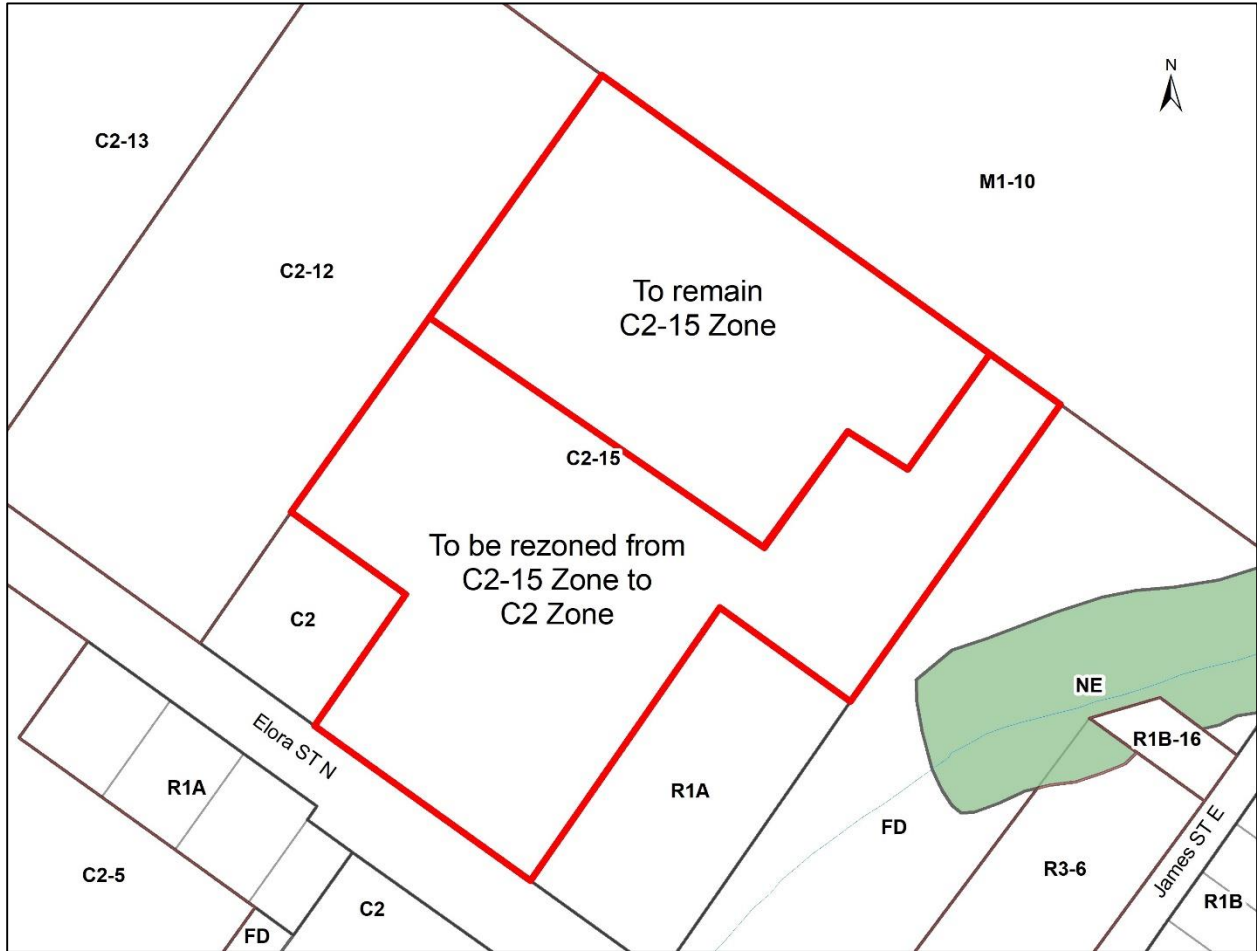 N
C2-13
M1-10
C2-12
To remain
C2-15 Zone
C2-15
To be rezoned from
C2-15 Zone to
C2 Zone
C2
NE
R1B-16
Elora ST N
R1A
R1A
FD
C2-5
R3-6
James ST E
R1B
C2
FD